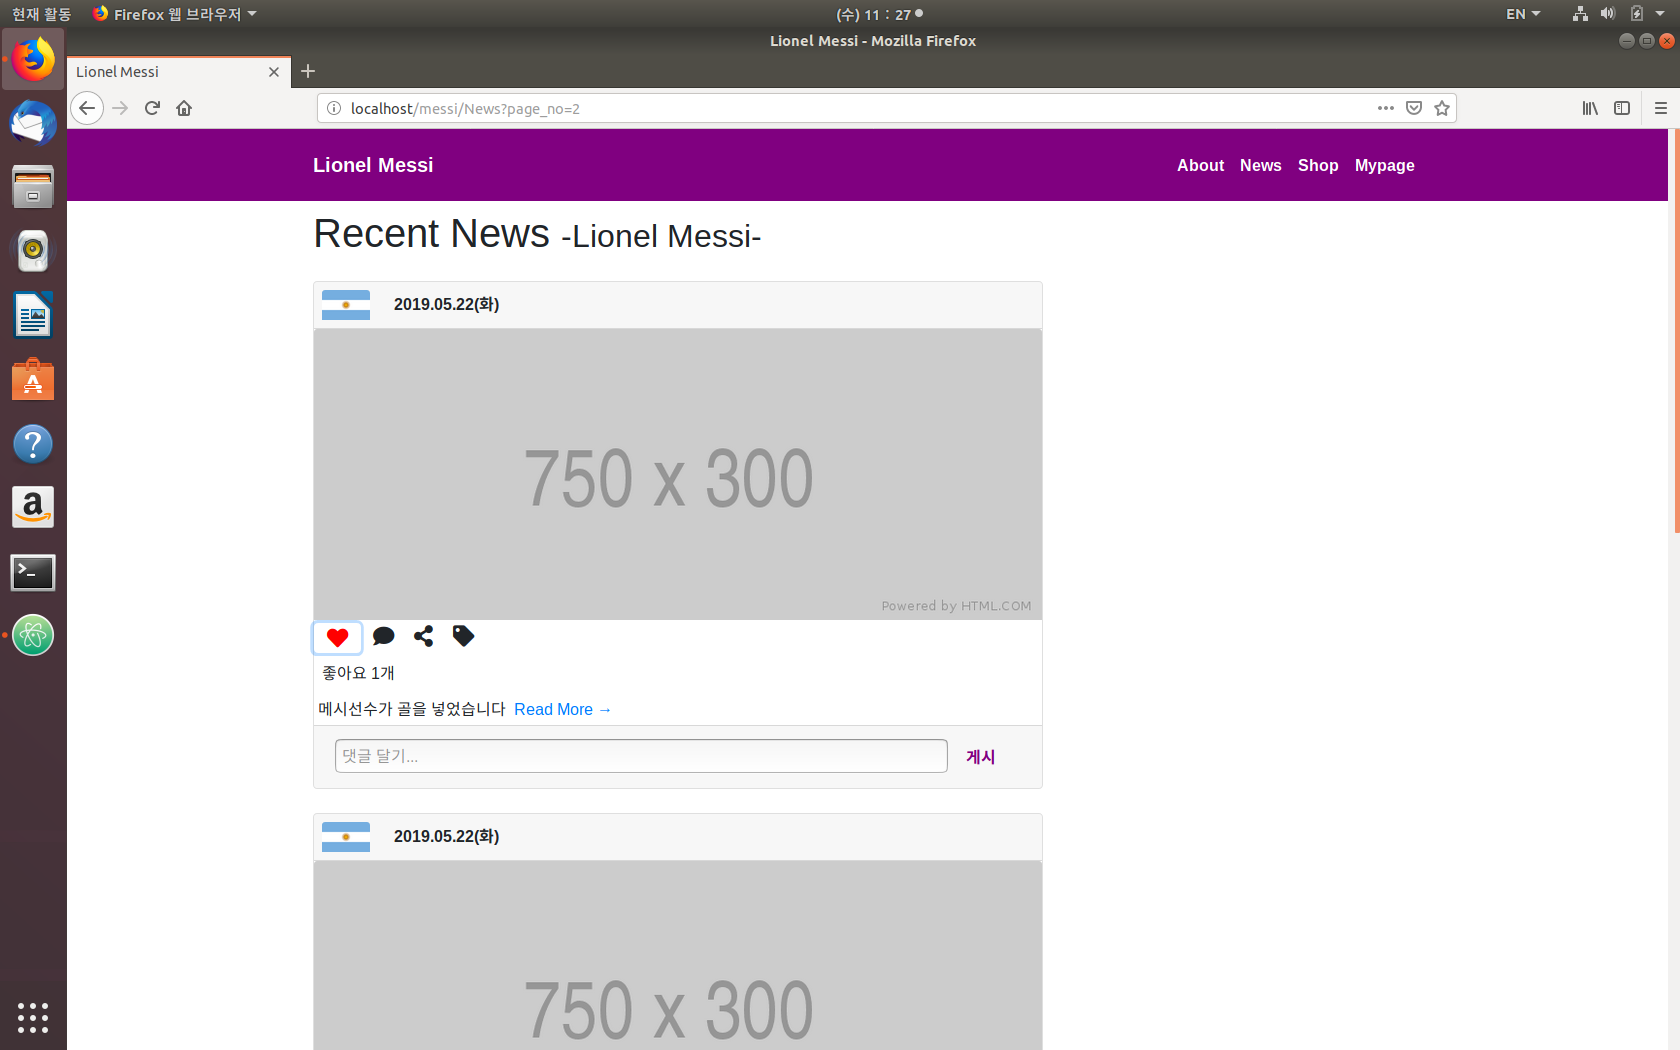 현재 활동 Firefox 웹 브라우저 (수) 11 : 27 EN
Lionel Messi - Mozilla Firefox
Lionel Messi
localhost/messi/News?page_no=2
Lionel Messi About News Shop Mypage
Recent News -Lionel Messi-
2019.05.22(화)
750 x 300
Powered by HTML.COM
좋아요 1개
메시선수가 골을 넣었습니다 Read More →
댓글 달기... 게시
2019.05.22(화)
750 x 300